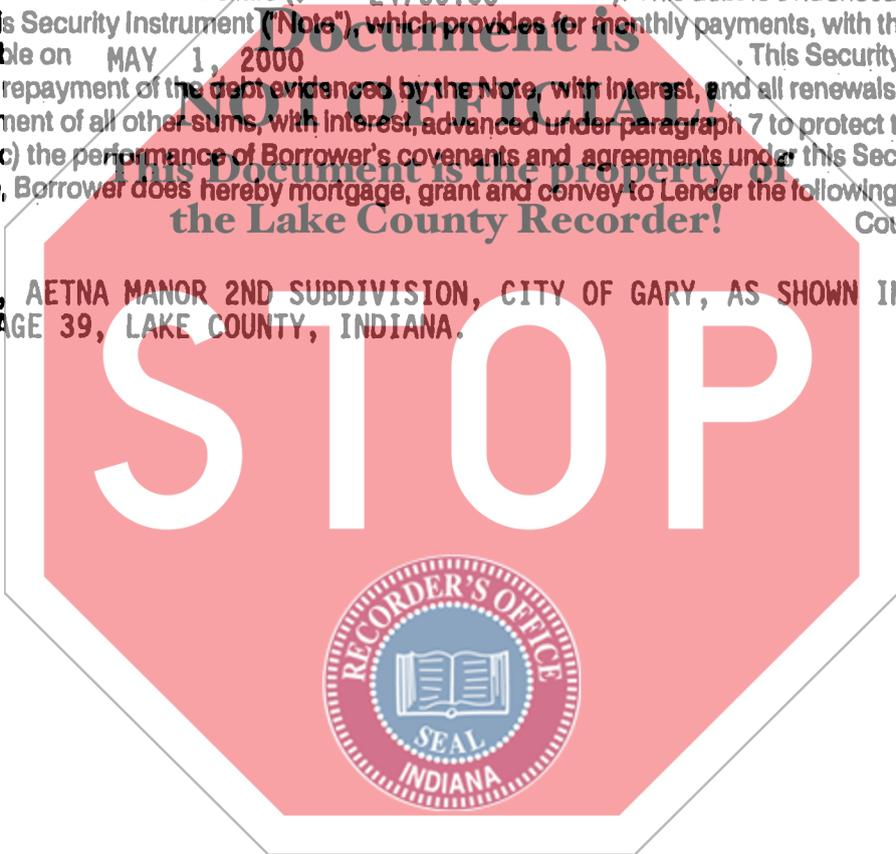 Document is
s Security Instrument ("Note"), which provides for monthly payments, with th
ble on MAY 1, 2000 . This Security
NOT OFFICIAL!
repayment of the debt evidenced by the Note, with interest, and all renewals
ment of all other sums, with interest, advanced under paragraph 7 to protect t
c) the performance of Borrower's covenants and agreements under this Sec
This Document is the property of
, Borrower does hereby mortgage, grant and convey to Lender the following
the Lake County Recorder!
Cou
, AETNA MANOR 2ND SUBDIVISION, CITY OF GARY, AS SHOWN IN
AGE 39, LAKE COUNTY, INDIANA.
STOP
RECORDER'S OFFICE
SEAL
INDIANA